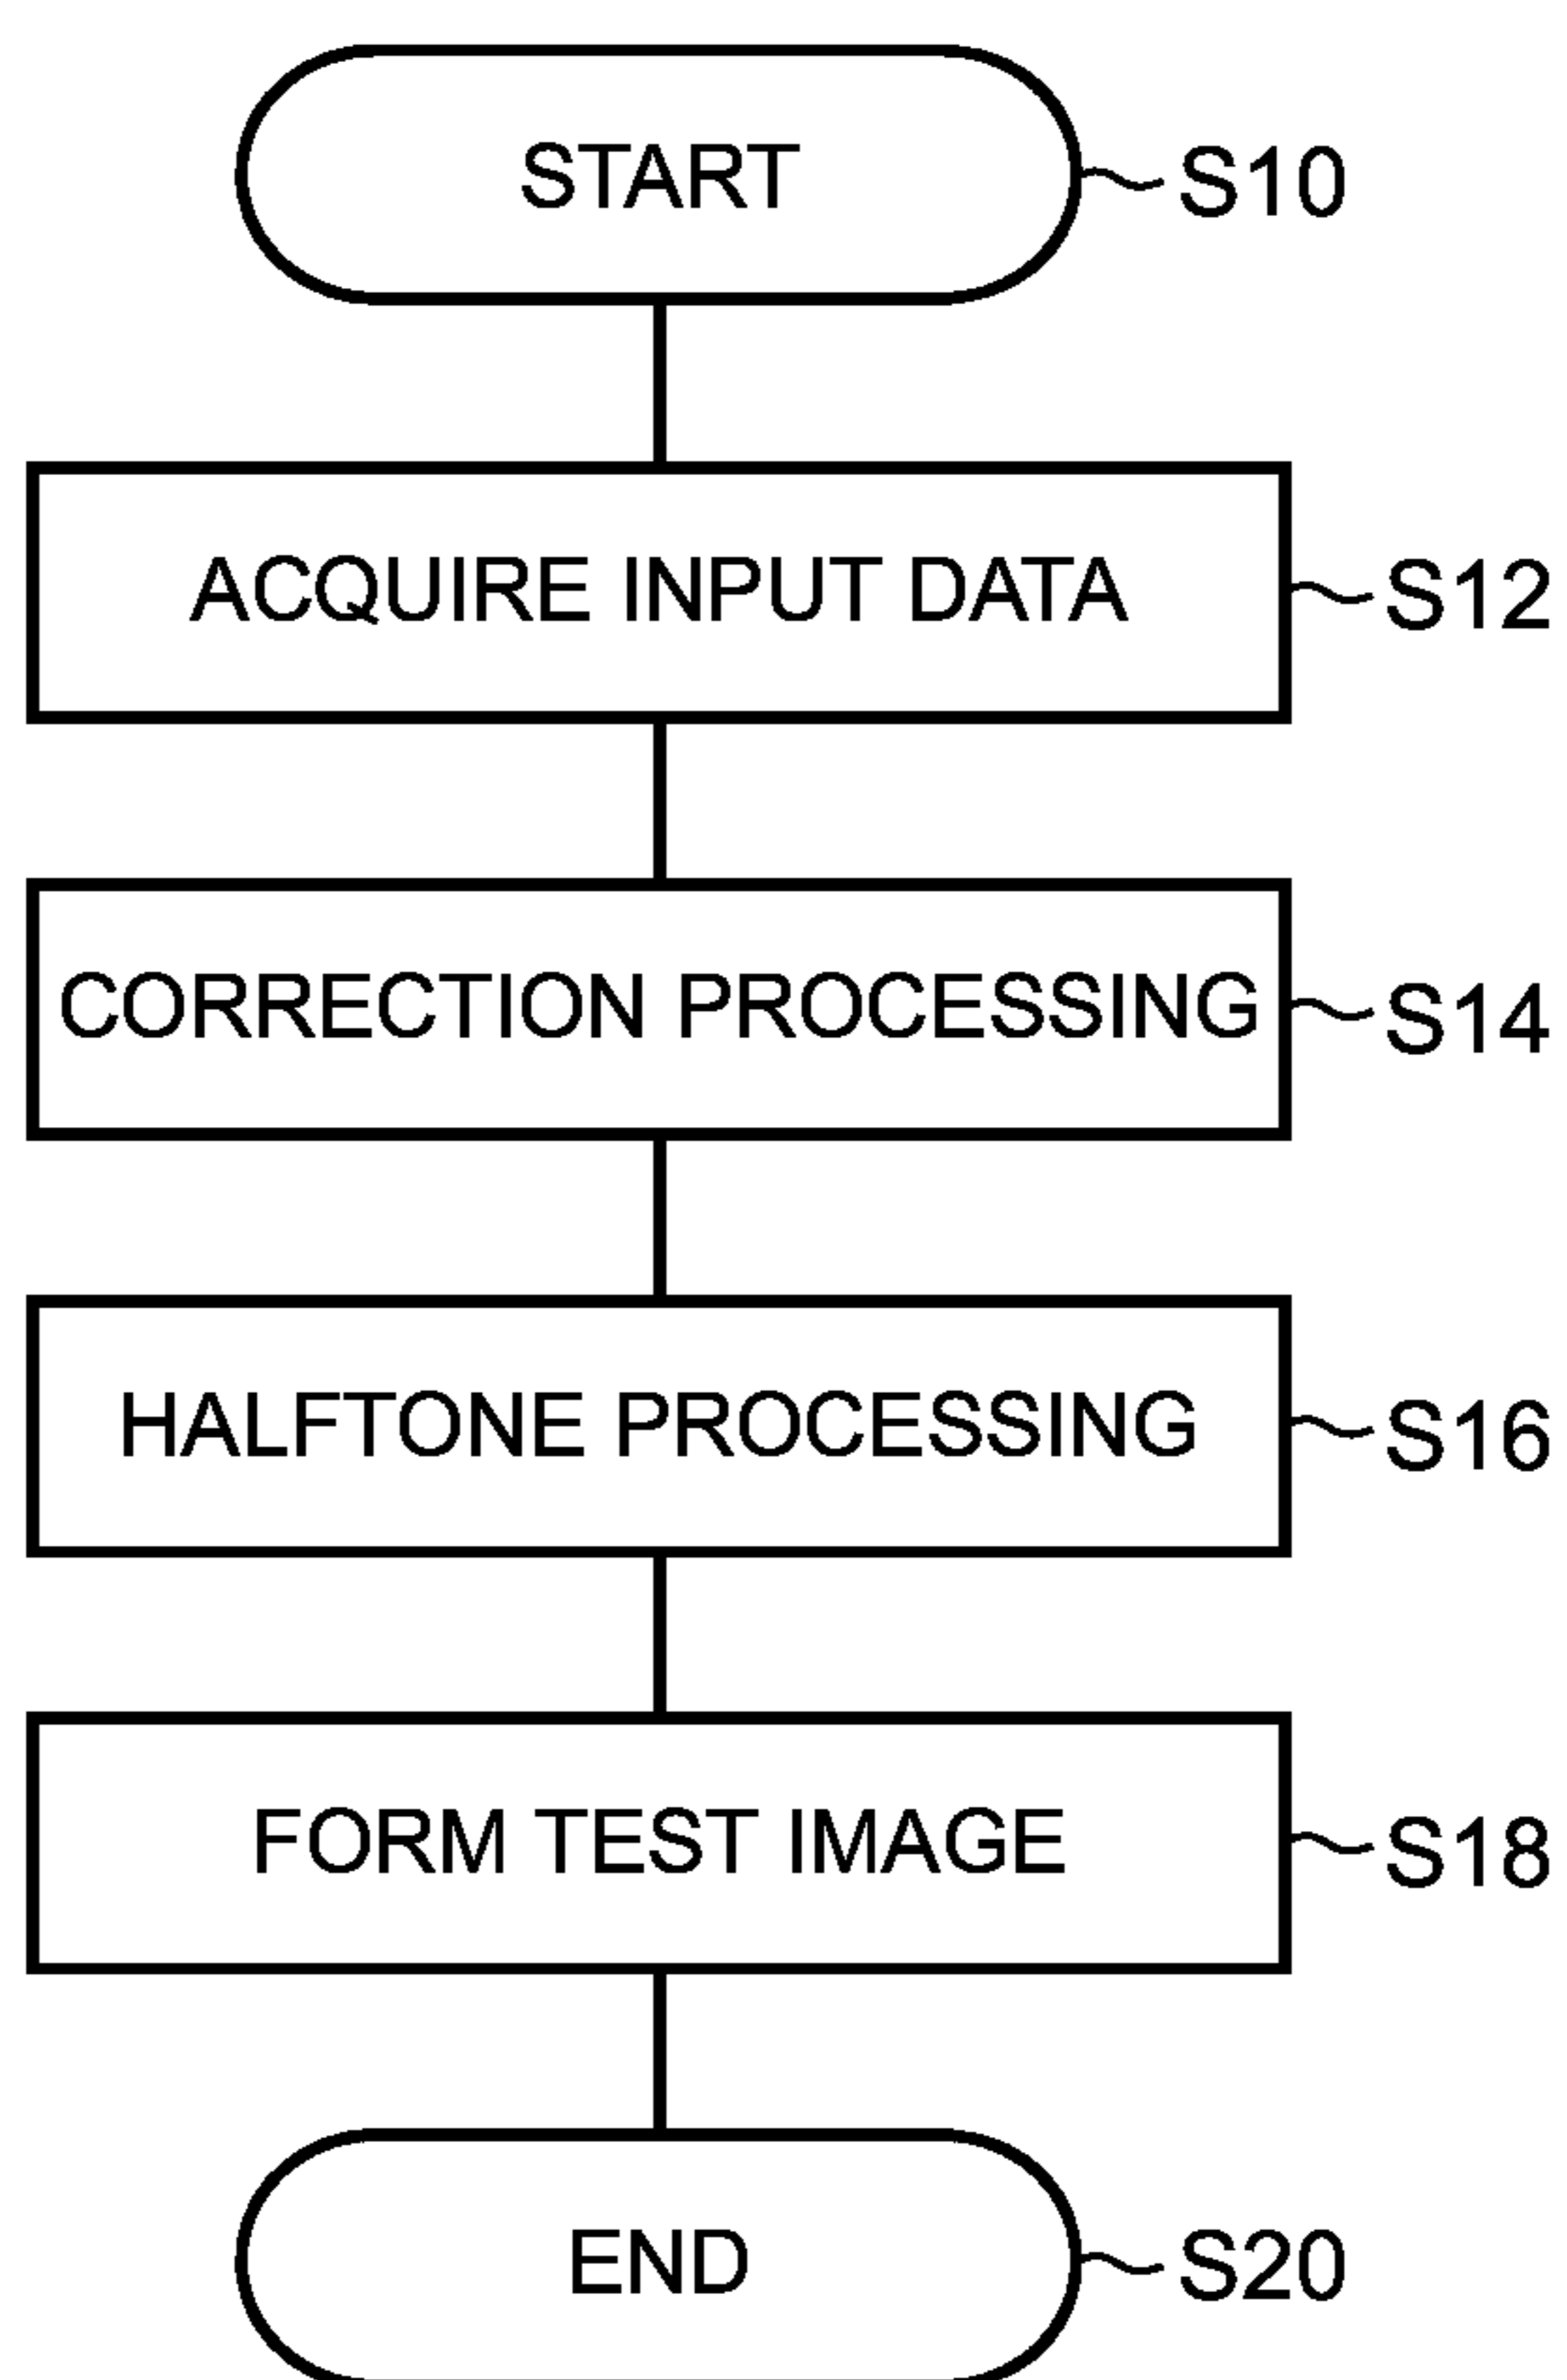 START
S10
ACQUIRE INPUT DATA
S12
CORRECTION PROCESSING
S14
HALFTONE PROCESSING
S16
FORM TEST IMAGE
S18
END
S20